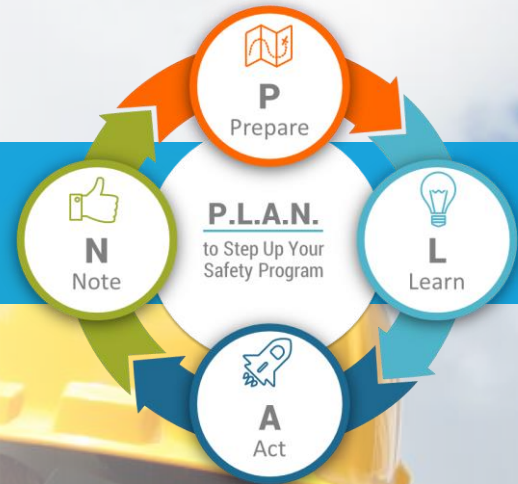 P
Prepare
P.L.A.N.
to Step Up Your
Safety Program
L
Learn
A
Act
N
Note